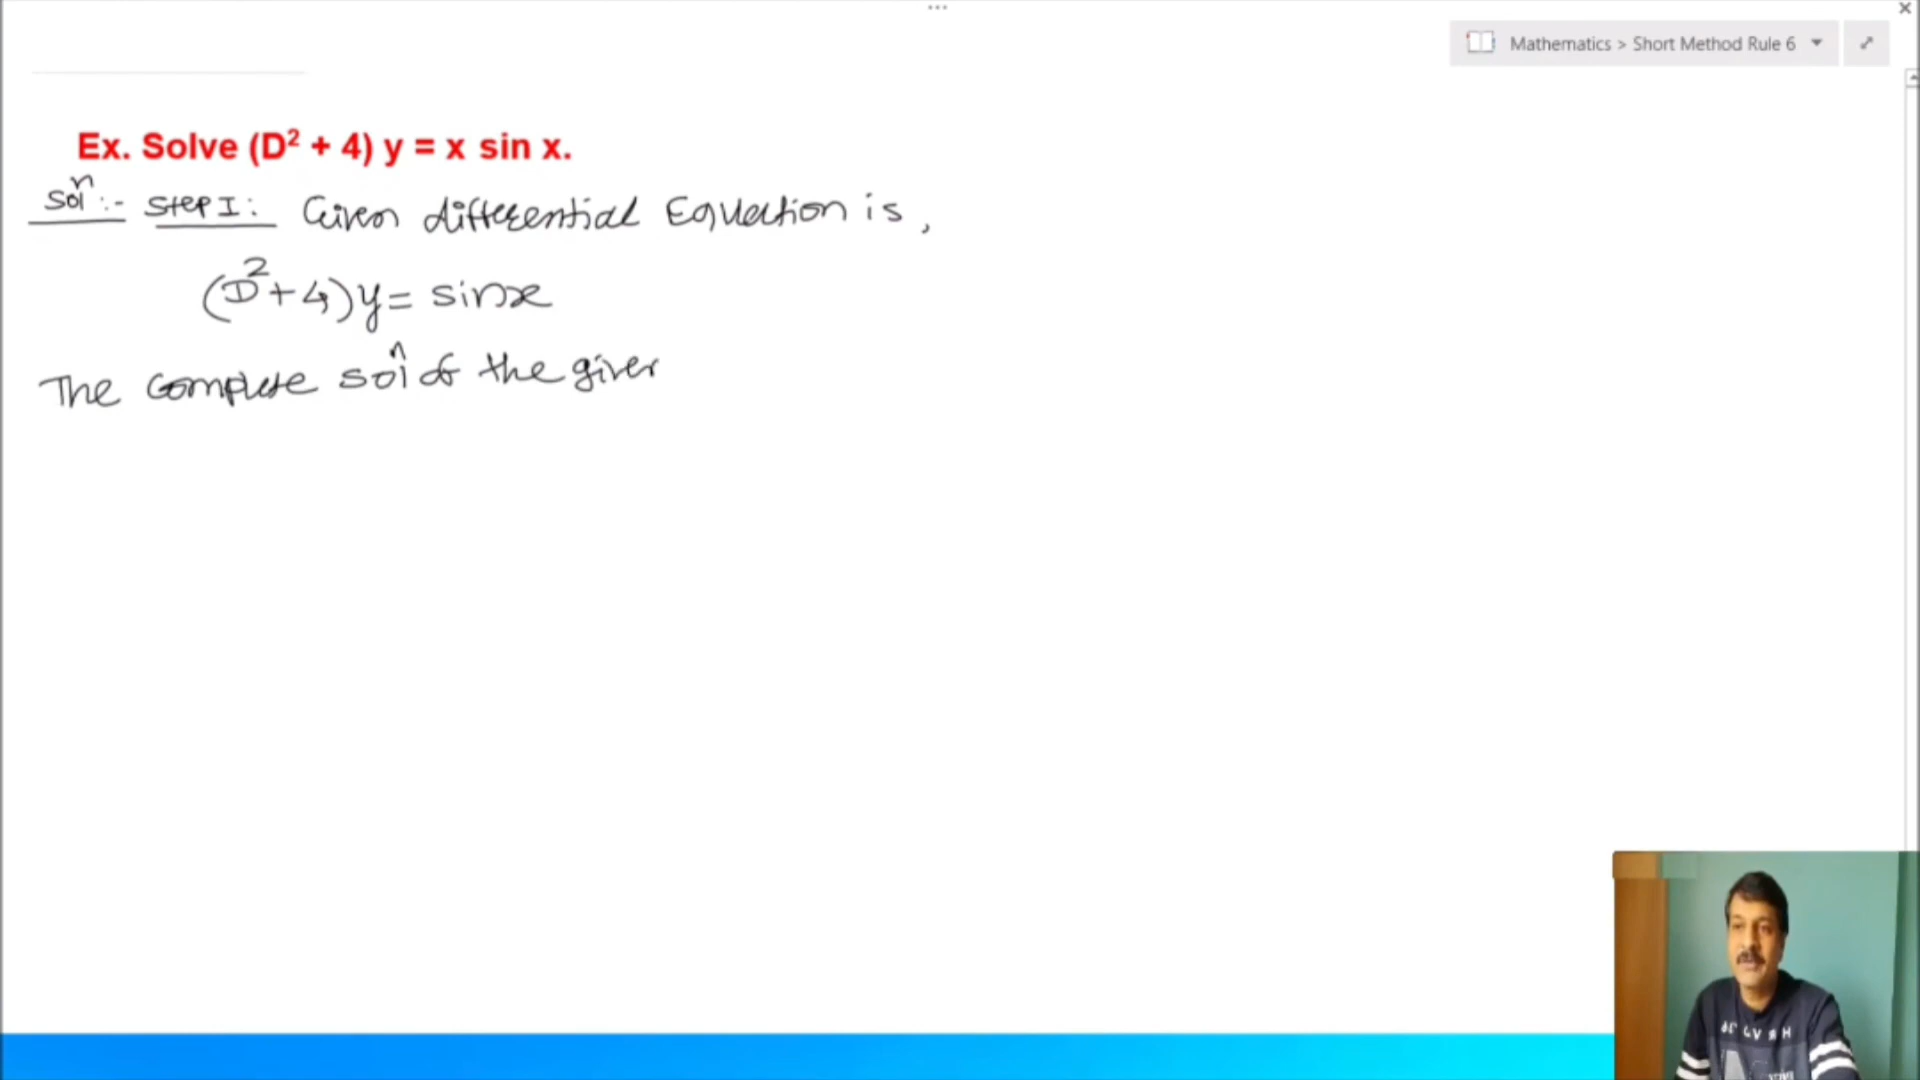 Mathematics > Short Method Rule 6
Ex. Solve (D² + 4) y = x sin x.
Solⁿ :- Step I : Given differential Equation is ,
(D²+4)y = sinx
The complete solⁿ of the given